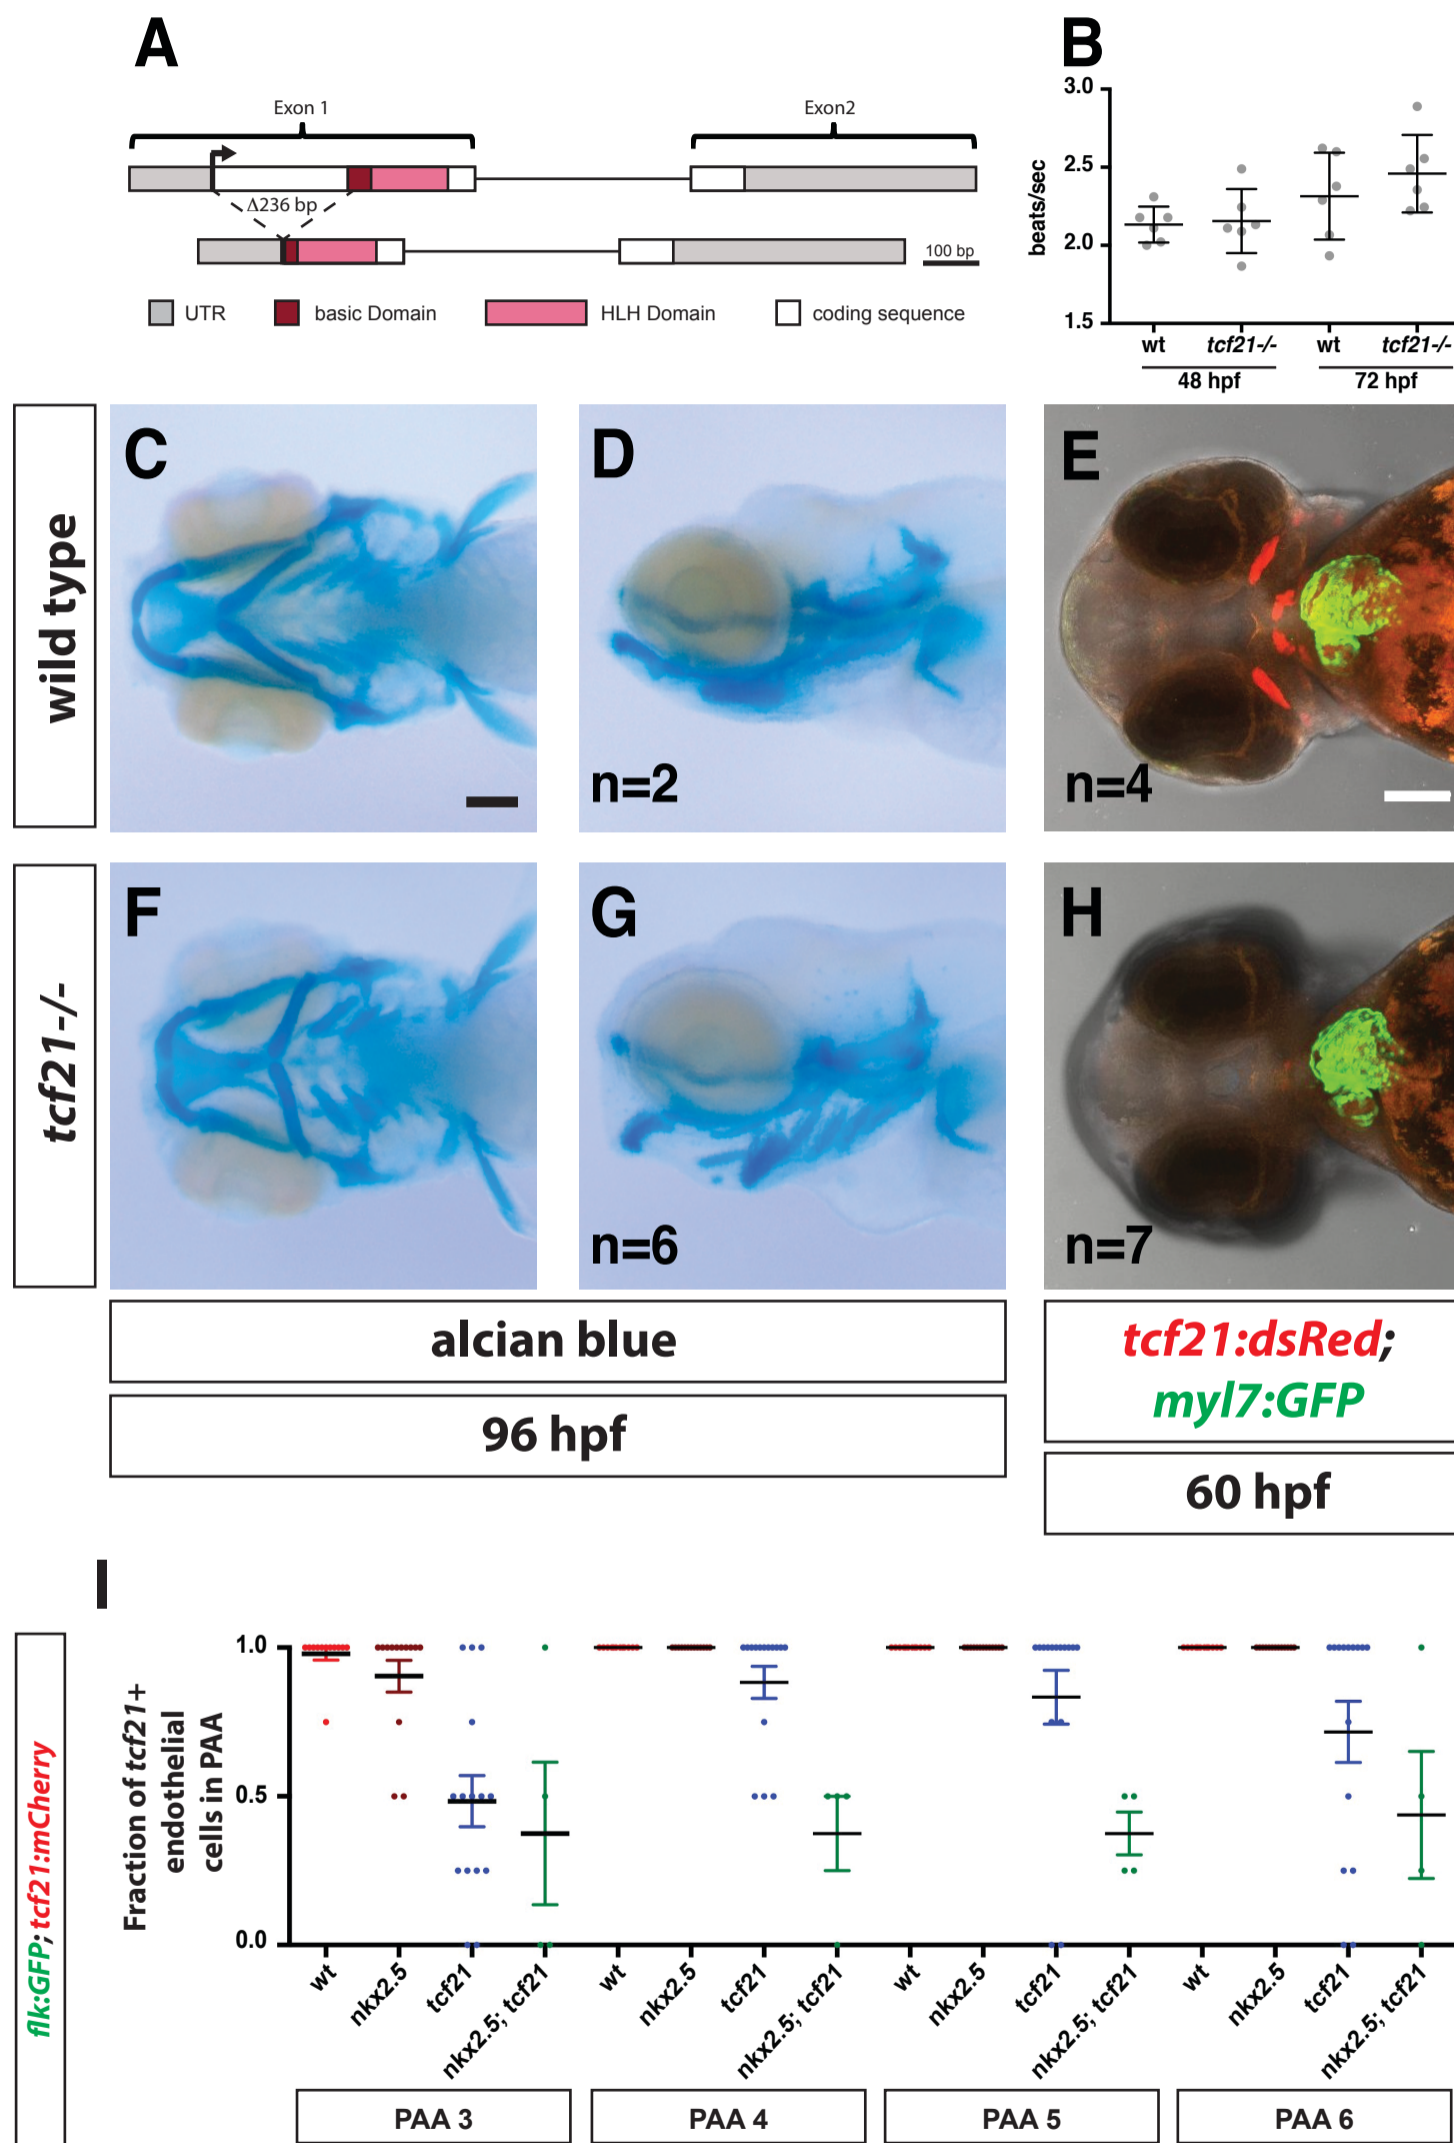 A
Exon 1
Exon2
Δ236 bp
100 bp
UTR
basic Domain
HLH Domain
coding sequence
B
beats/sec
3.0
2.5
2.0
1.5
wt
tcf21-/-
wt
tcf21-/-
48 hpf
72 hpf
wild type
C
D
n=2
E
n=4
tcf21-/-
F
G
n=6
H
n=7
alcian blue
96 hpf
tcf21:dsRed;
myl7:GFP
60 hpf
I
flk:GFP; tcf21:mCherry
Fraction of tcf21+
endothelial
cells in PAA
1.0
0.5
0.0
wt
nkx2.5
tcf21
nkx2.5; tcf21
wt
nkx2.5
tcf21
nkx2.5; tcf21
wt
nkx2.5
tcf21
nkx2.5; tcf21
wt
nkx2.5
tcf21
nkx2.5; tcf21
PAA 3
PAA 4
PAA 5
PAA 6